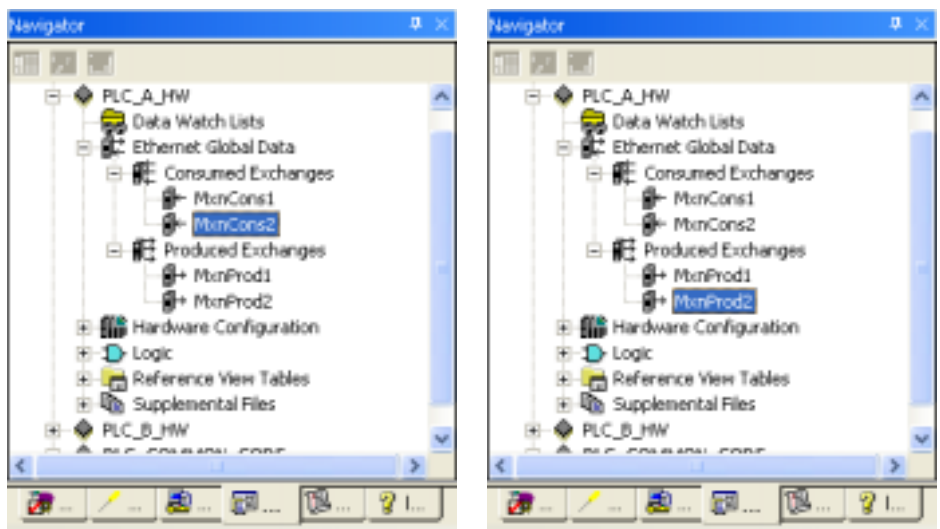 Navigator
PLC_A_HW
Data Watch Lists
Ethernet Global Data
Consumed Exchanges
MxnCons1
MxnCons2
Produced Exchanges
MxnProd1
MxnProd2
Hardware Configuration
Logic
Reference View Tables
Supplemental Files
PLC_B_HW
PLC_COMMON_CORE
... ... ... .... ... I...
Navigator
PLC_A_HW
Data Watch Lists
Ethernet Global Data
Consumed Exchanges
MxnCons1
MxnCons2
Produced Exchanges
MxnProd1
MxnProd2
Hardware Configuration
Logic
Reference View Tables
Supplemental Files
PLC_B_HW
PLC_COMMON_CORE
... ... ... .... ... I...